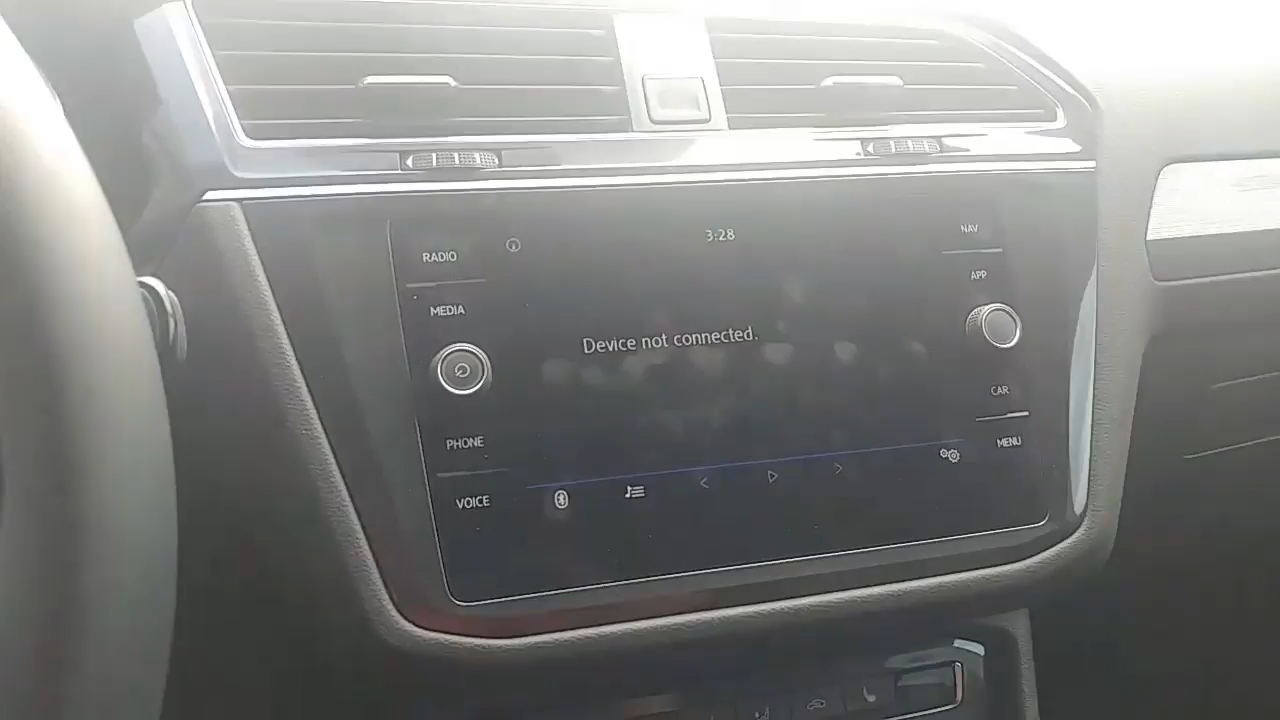 3:28
NAV
RADIO
APP
MEDIA
Device not connected.
CAR
PHONE
MENU
VOICE